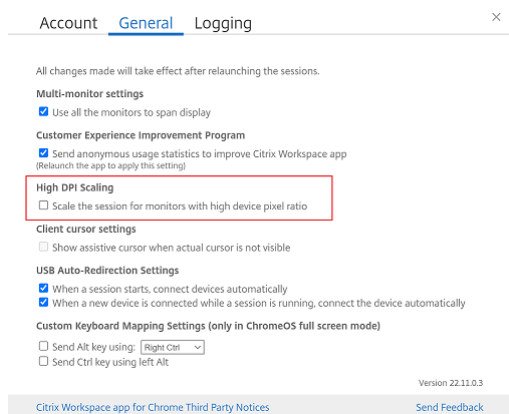 Account General Logging
All changes made will take effect after relaunching the sessions.
Multi-monitor settings
Use all the monitors to span display
Customer Experience Improvement Program
Send anonymous usage statistics to improve Citrix Workspace app
(Relaunch the app to apply this setting)
High DPI Scaling
Scale the session for monitors with high device pixel ratio
Client cursor settings
Show assistive cursor when actual cursor is not visible
USB Auto-Redirection Settings
When a session starts, connect devices automatically
When a new device is connected while a session is running, connect the device automatically
Custom Keyboard Mapping Settings (only in ChromeOS full screen mode)
Send Alt key using: Right Ctrl
Send Ctrl key using left Alt
Version 22.11.0.3
Citrix Workspace app for Chrome Third Party Notices Send Feedback